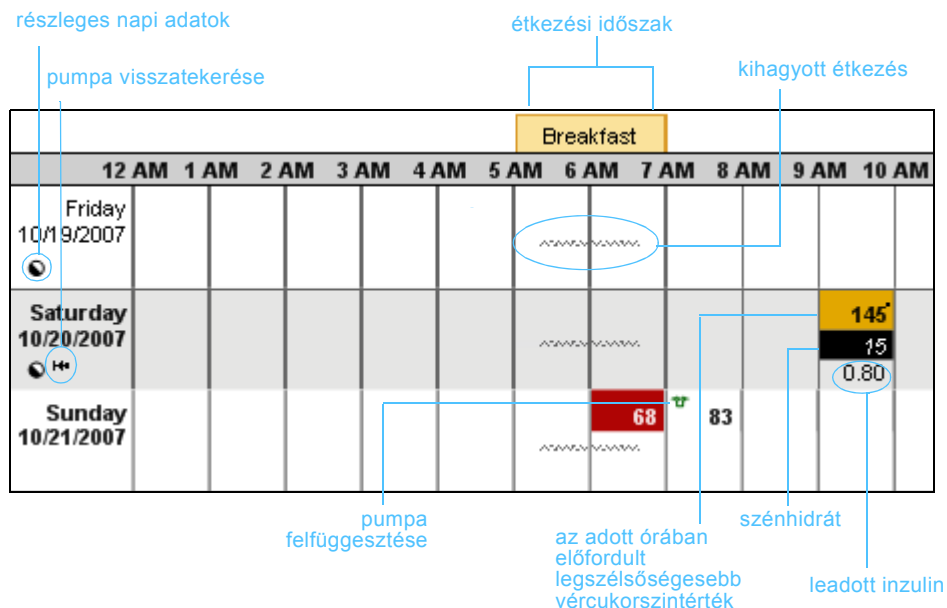 részleges napi adatok
étkezési időszak
pumpa visszatekerése
kihagyott étkezés
Breakfast
12 AM 1 AM 2 AM 3 AM 4 AM 5 AM 6 AM 7 AM 8 AM 9 AM 10 AM
Friday
10/19/2007
Saturday
10/20/2007
145
15
0.80
Sunday
10/21/2007
68
83
pumpa
felfüggesztése
az adott órában
előfordult
legszélsőségesebb
vércukorszintérték
szénhidrát
leadott inzulin